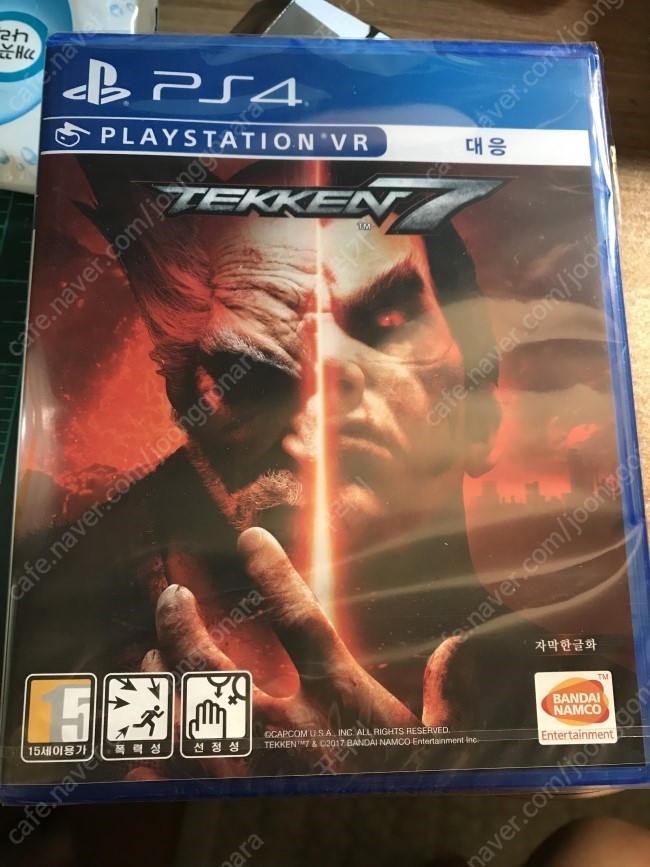 PS4
PLAYSTATION®VR
대응
TEKKEN 7
TM
자막한글화
15
15세이용가
폭력성
선정성
©CAPCOM U.S.A., INC. ALL RIGHTS RESERVED.
TEKKEN™7 & ©2017 BANDAI NAMCO Entertainment Inc.
TM
BANDAI
NAMCO
Entertainment
cafe.naver.com/joonggonara